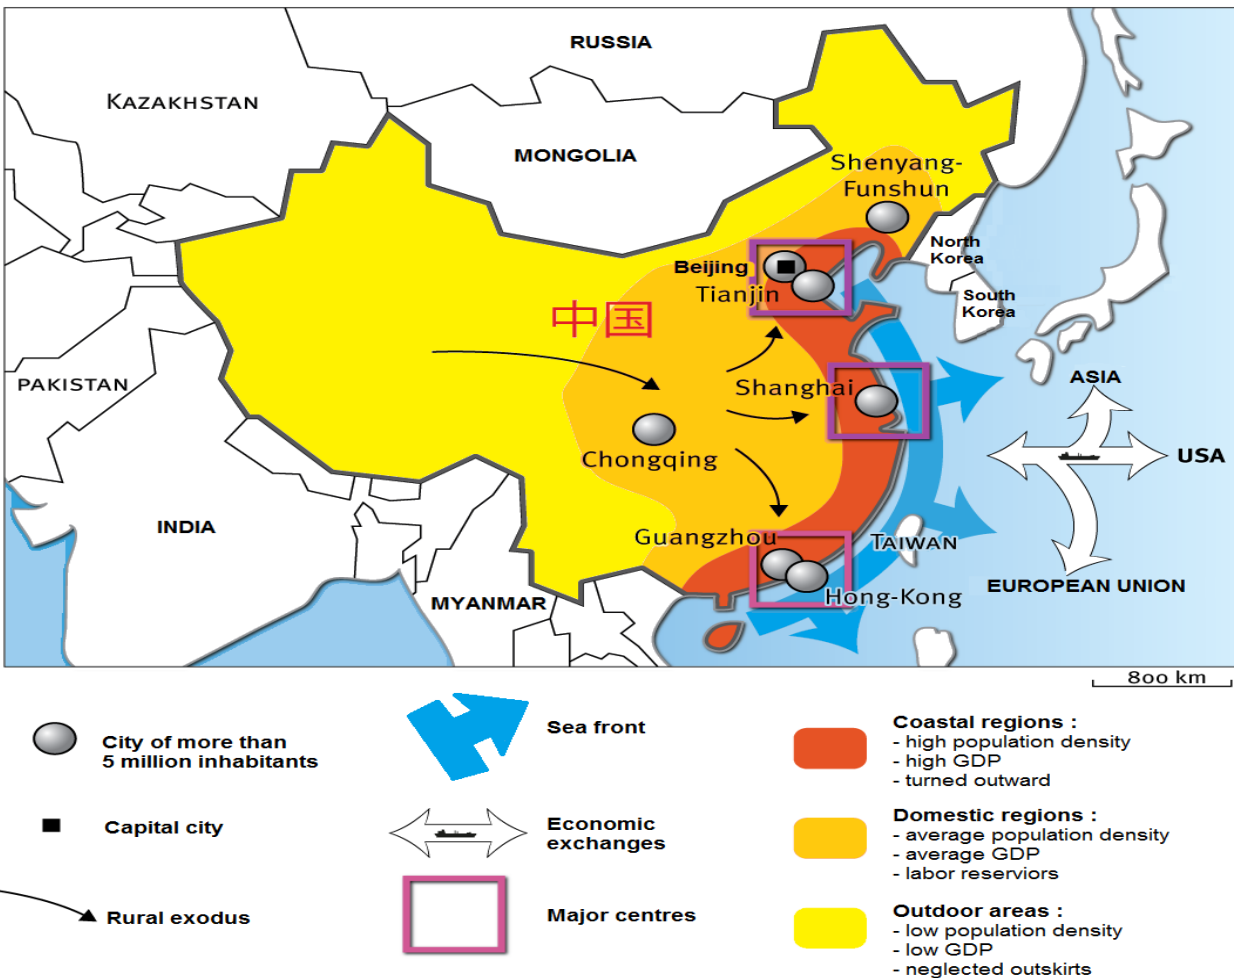 RUSSIA
KAZAKHSTAN
MONGOLIA
Shenyang-
Funshun
North
Korea
Beijing
Tianjin
South
Korea
中国
PAKISTAN
Shanghai
ASIA
Chongqing
USA
INDIA
Guangzhou
TAIWAN
EUROPEAN UNION
MYANMAR
Hong-Kong
800 km
City of more than
5 million inhabitants
Capital city
Rural exodus
Sea front
Economic
exchanges
Major centres
Coastal regions :
- high population density
- high GDP
- turned outward
Domestic regions :
- average population density
- average GDP
- labor reserviors
Outdoor areas :
- low population density
- low GDP
- neglected outskirts